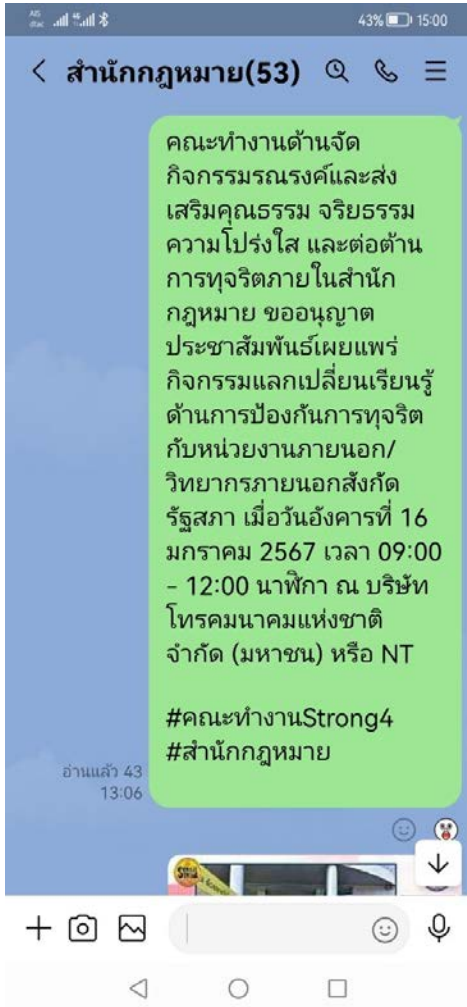 AIS
dtac
43% 15:00
สำนักกฎหมาย(53)
คณะทำงานด้านจัด
กิจกรรมรณรงค์และส่ง
เสริมคุณธรรม จริยธรรม
ความโปร่งใส และต่อต้าน
การทุจริตภายในสำนัก
กฎหมาย ขออนุญาต
ประชาสัมพันธ์เผยแพร่
กิจกรรมแลกเปลี่ยนเรียนรู้
ด้านการป้องกันการทุจริต
กับหน่วยงานภายนอก/
วิทยากรภายนอกสังกัด
รัฐสภา เมื่อวันอังคารที่ 16
มกราคม 2567 เวลา 09:00
- 12:00 นาฬิกา ณ บริษัท
โทรคมนาคมแห่งชาติ
จำกัด (มหาชน) หรือ NT
#คณะทำงานStrong4
#สำนักกฎหมาย
อ่านแล้ว 43
13:06